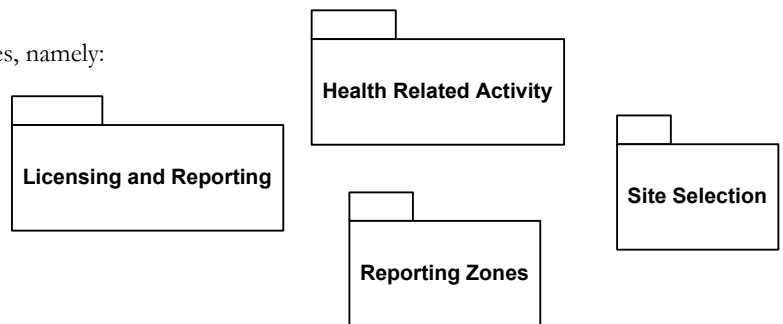 es, namely:
Health Related Activity
Licensing and Reporting
Site Selection
Reporting Zones